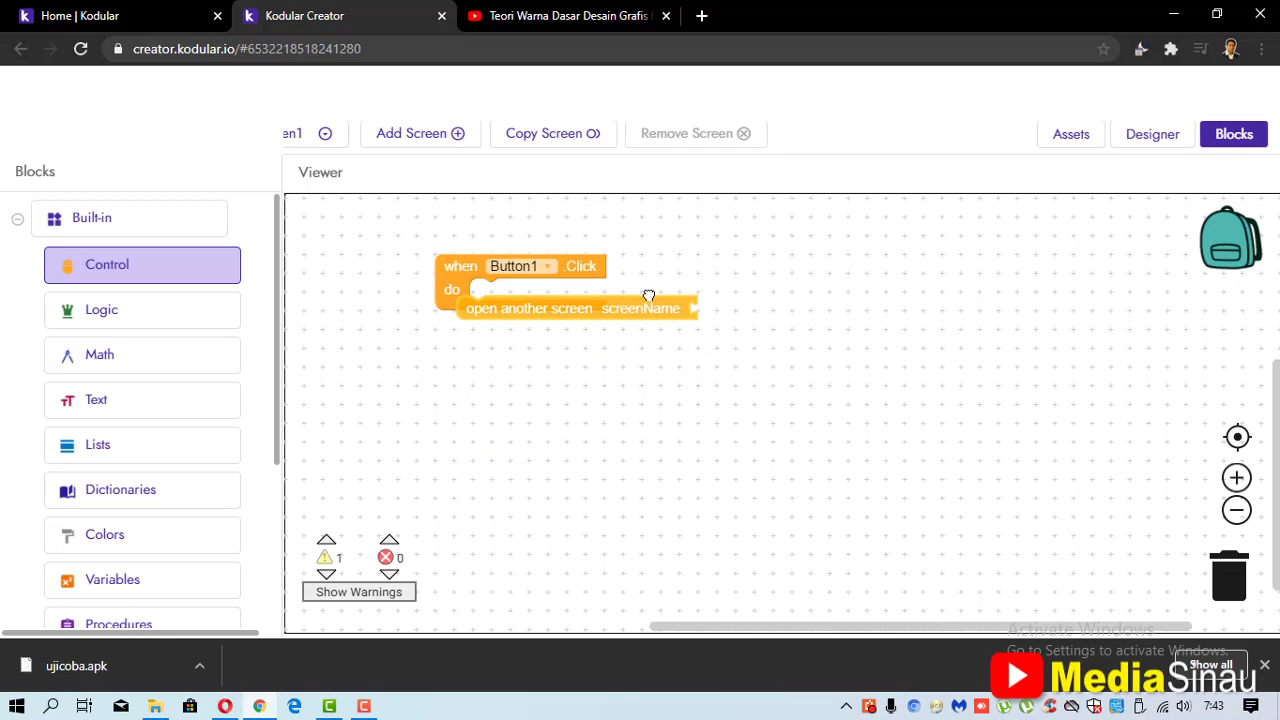 Home | Kodular
Kodular Creator
Teori Warna Dasar Desain Grafis
creator.kodular.io/#6532218518241280
en1
Add Screen
Copy Screen
Remove Screen
Assets
Designer
Blocks
Blocks
Viewer
Built-in
Control
Logic
Math
Text
Lists
Dictionaries
Colors
Variables
Procedures
when Button1 .Click
do
open another screen screenName
1
0
Show Warnings
Activate Windows
Go to Settings to activate Windows.
ujicoba.apk
Show all
MediaSinau
7:43